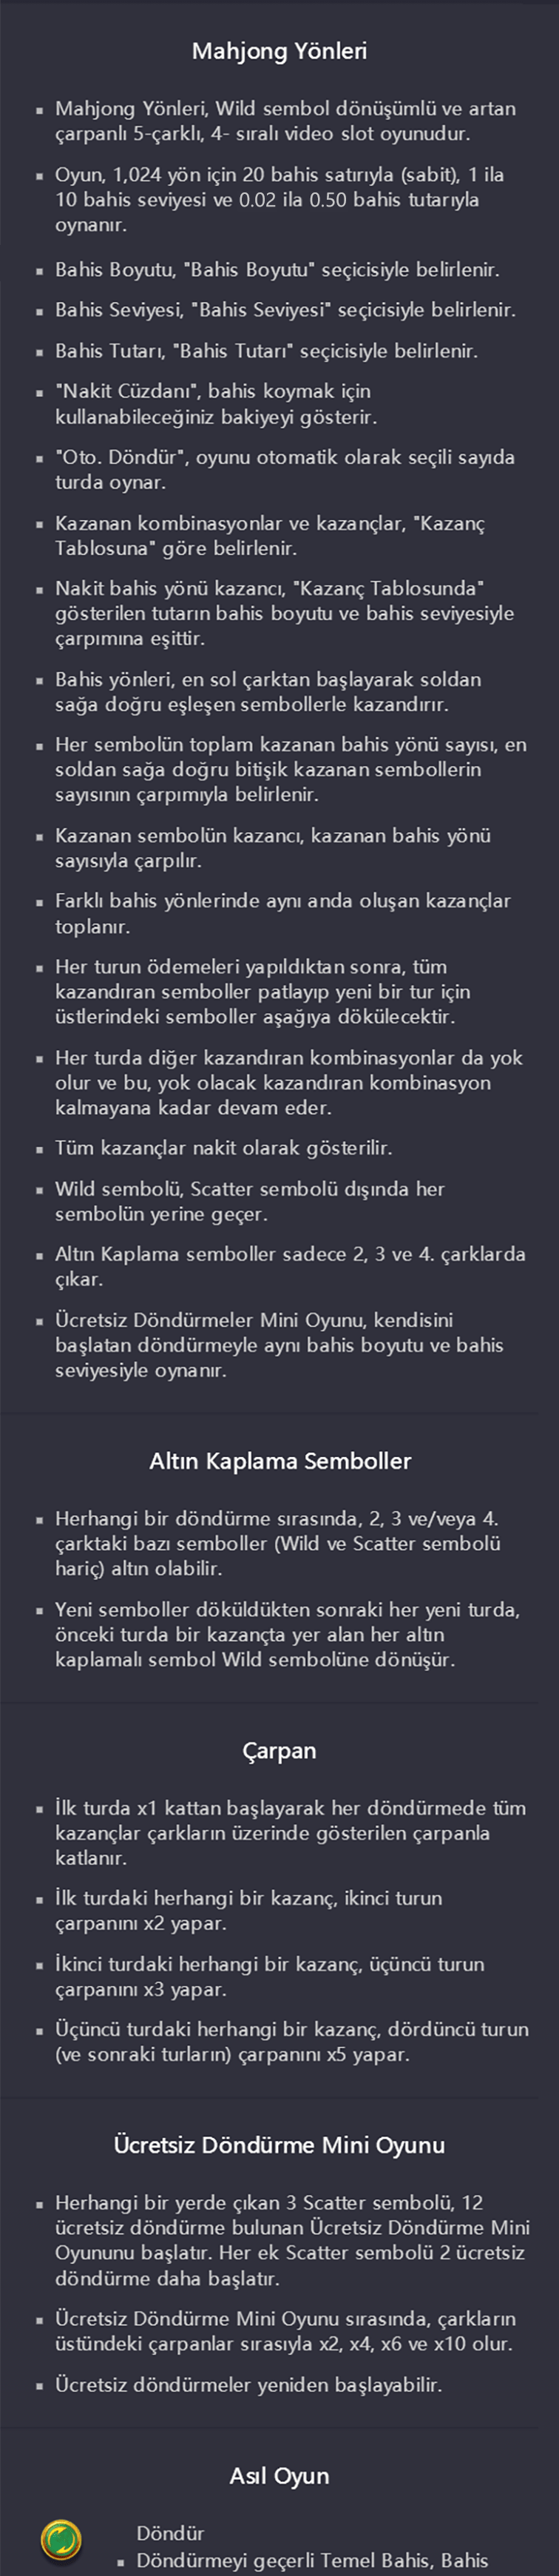 Mahjong Yönleri
▪ Mahjong Yönleri, Wild sembol dönüşümlü ve artan
çarpanlı 5-çarklı, 4- sıralı video slot oyunudur.
▪ Oyun, 1,024 yön için 20 bahis satırıyla (sabit), 1 ila
10 bahis seviyesi ve 0.02 ila 0.50 bahis tutarıyla
oynanır.
▪ Bahis Boyutu, "Bahis Boyutu" seçicisiyle belirlenir.
▪ Bahis Seviyesi, "Bahis Seviyesi" seçicisiyle belirlenir.
▪ Bahis Tutarı, "Bahis Tutarı" seçicisiyle belirlenir.
▪ "Nakit Cüzdanı", bahis koymak için
kullanabileceğiniz bakiyeyi gösterir.
▪ "Oto. Döndür", oyunu otomatik olarak seçili sayıda
turda oynar.
▪ Kazanan kombinasyonlar ve kazançlar, "Kazanç
Tablosuna" göre belirlenir.
▪ Nakit bahis yönü kazancı, "Kazanç Tablosunda"
gösterilen tutarın bahis boyutu ve bahis seviyesiyle
çarpımına eşittir.
▪ Bahis yönleri, en sol çarktan başlayarak soldan
sağa doğru eşleşen sembollerle kazandırır.
▪ Her sembolün toplam kazanan bahis yönü sayısı, en
soldan sağa doğru bitişik kazanan sembollerin
sayısının çarpımıyla belirlenir.
▪ Kazanan sembolün kazancı, kazanan bahis yönü
sayısıyla çarpılır.
▪ Farklı bahis yönlerinde aynı anda oluşan kazançlar
toplanır.
▪ Her turun ödemeleri yapıldıktan sonra, tüm
kazandıran semboller patlayıp yeni bir tur için
üstlerindeki semboller aşağıya dökülecektir.
▪ Her turda diğer kazandıran kombinasyonlar da yok
olur ve bu, yok olacak kazandıran kombinasyon
kalmayana kadar devam eder.
▪ Tüm kazançlar nakit olarak gösterilir.
▪ Wild sembolü, Scatter sembolü dışında her
sembolün yerine geçer.
▪ Altın Kaplama semboller sadece 2, 3 ve 4. çarklarda
çıkar.
▪ Ücretsiz Döndürmeler Mini Oyunu, kendisini
başlatan döndürmeyle aynı bahis boyutu ve bahis
seviyesiyle oynanır.
Altın Kaplama Semboller
▪ Herhangi bir döndürme sırasında, 2, 3 ve/veya 4.
çarktaki bazı semboller (Wild ve Scatter sembolü
hariç) altın olabilir.
▪ Yeni semboller döküldükten sonraki her yeni turda,
önceki turda bir kazançta yer alan her altın
kaplamalı sembol Wild sembolüne dönüşür.
Çarpan
▪ İlk turda x1 kattan başlayarak her döndürmede tüm
kazançlar çarkların üzerinde gösterilen çarpanla
katlanır.
▪ İlk turdaki herhangi bir kazanç, ikinci turun
çarpanını x2 yapar.
▪ İkinci turdaki herhangi bir kazanç, üçüncü turun
çarpanını x3 yapar.
▪ Üçüncü turdaki herhangi bir kazanç, dördüncü turun
(ve sonraki turların) çarpanını x5 yapar.
Ücretsiz Döndürme Mini Oyunu
▪ Herhangi bir yerde çıkan 3 Scatter sembolü, 12
ücretsiz döndürme bulunan Ücretsiz Döndürme Mini
Oyununu başlatır. Her ek Scatter sembolü 2 ücretsiz
döndürme daha başlatır.
▪ Ücretsiz Döndürme Mini Oyunu sırasında, çarkların
üstündeki çarpanlar sırasıyla x2, x4, x6 ve x10 olur.
▪ Ücretsiz döndürmeler yeniden başlayabilir.
Asıl Oyun
Döndür
▪ Döndürmeyi geçerli Temel Bahis, Bahis